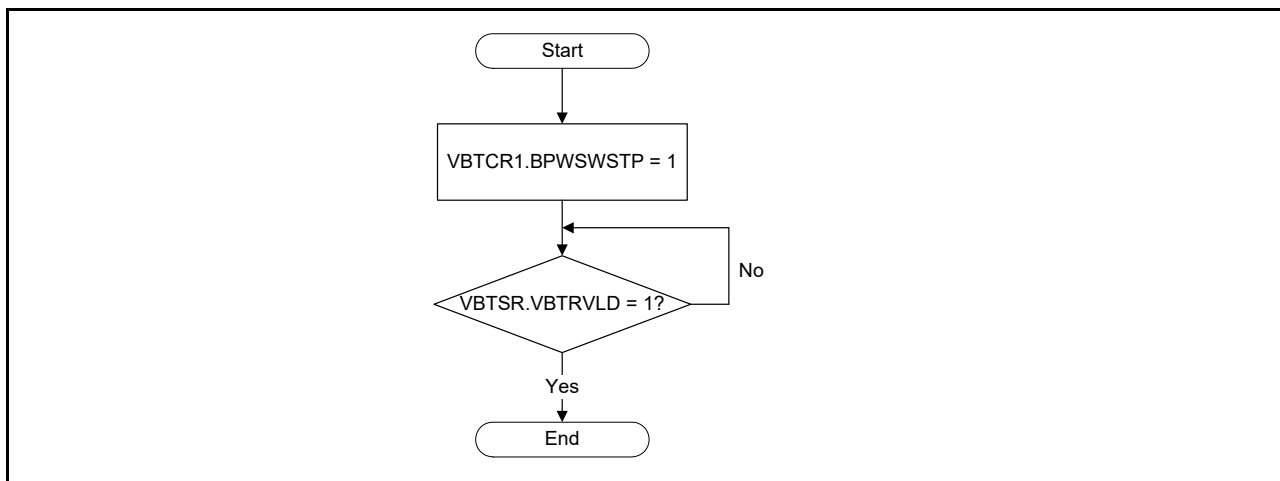 Start
VBTCR1.BPWSWSTP = 1
VBTSR.VBTRVLD = 1?
No
Yes
End